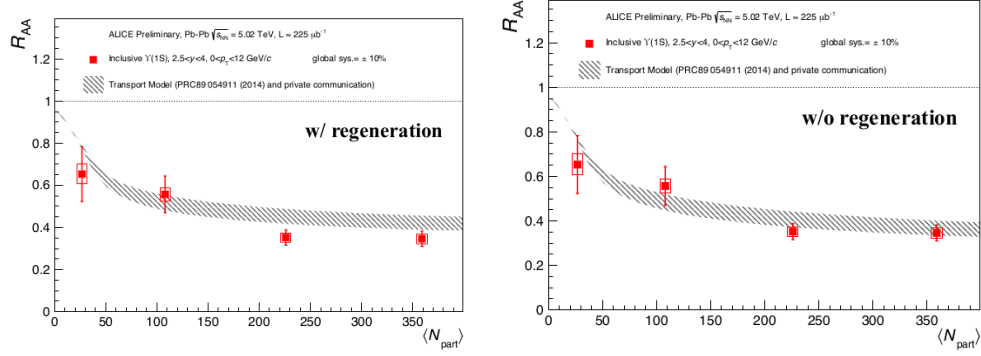 R_AA
ALICE Preliminary, Pb-Pb √s_NN = 5.02 TeV, L ≈ 225 μb⁻¹
Inclusive ϒ(1S), 2.5<y<4, 0<p_T<12 GeV/c global sys.= ± 10%
Transport Model (PRC89 054911 (2014) and private communication)
w/ regeneration
1.2
1
0.8
0.6
0.4
0.2
0
0 50 100 150 200 250 300 350
⟨N_part⟩
R_AA
ALICE Preliminary, Pb-Pb √s_NN = 5.02 TeV, L ≈ 225 μb⁻¹
Inclusive ϒ(1S), 2.5<y<4, 0<p_T<12 GeV/c global sys.= ± 10%
Transport Model (PRC89 054911 (2014) and private communication)
w/o regeneration
1.2
1
0.8
0.6
0.4
0.2
0
0 50 100 150 200 250 300 350
⟨N_part⟩